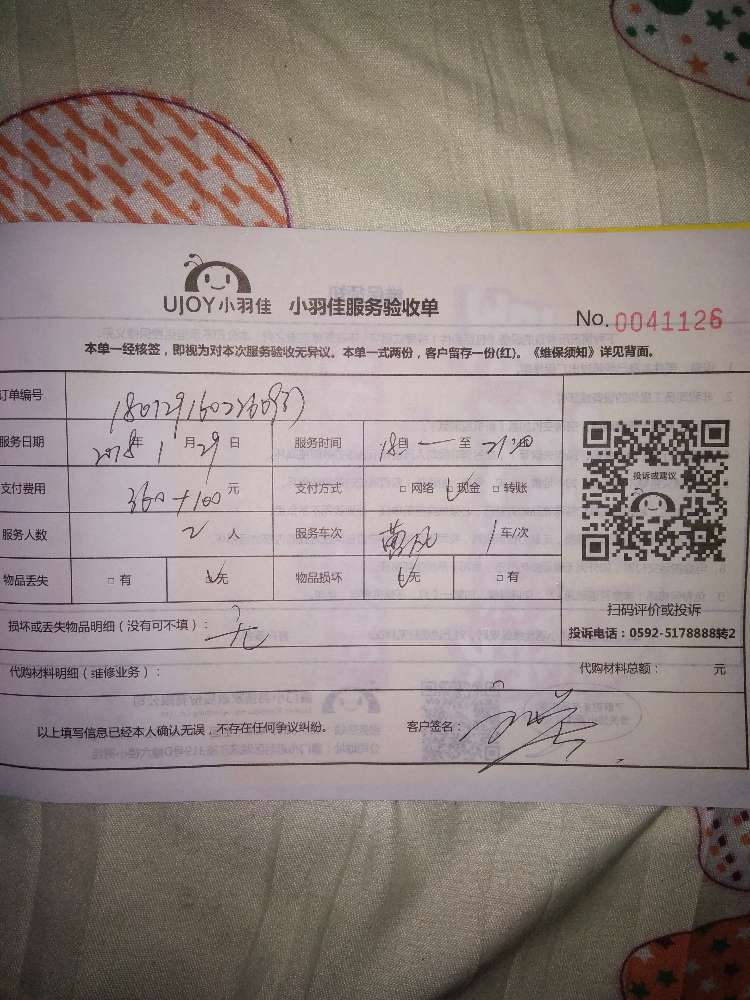 UJOY小羽佳 小羽佳服务验收单
No. 0041126
本单一经核签，即视为对本次服务验收无异议。本单一式两份，客户留存一份(红)。《维保须知》详见背面。
订单编号
服务日期 2018年 1月29日 服务时间 自 至
支付费用 360+100元 支付方式 □网络 □现金 □转账
服务人数 2人 服务车次 1车/次
物品丢失 □有 □无 物品损坏 □无 □有
投诉或建议
扫码评价或投诉
投诉电话：0592-5178888转2
损坏或丢失物品明细（没有可不填）： 无
代购材料明细（维修业务）： 代购材料总额： 元
以上填写信息已经本人确认无误，不存在任何争议纠纷。 客户签名：